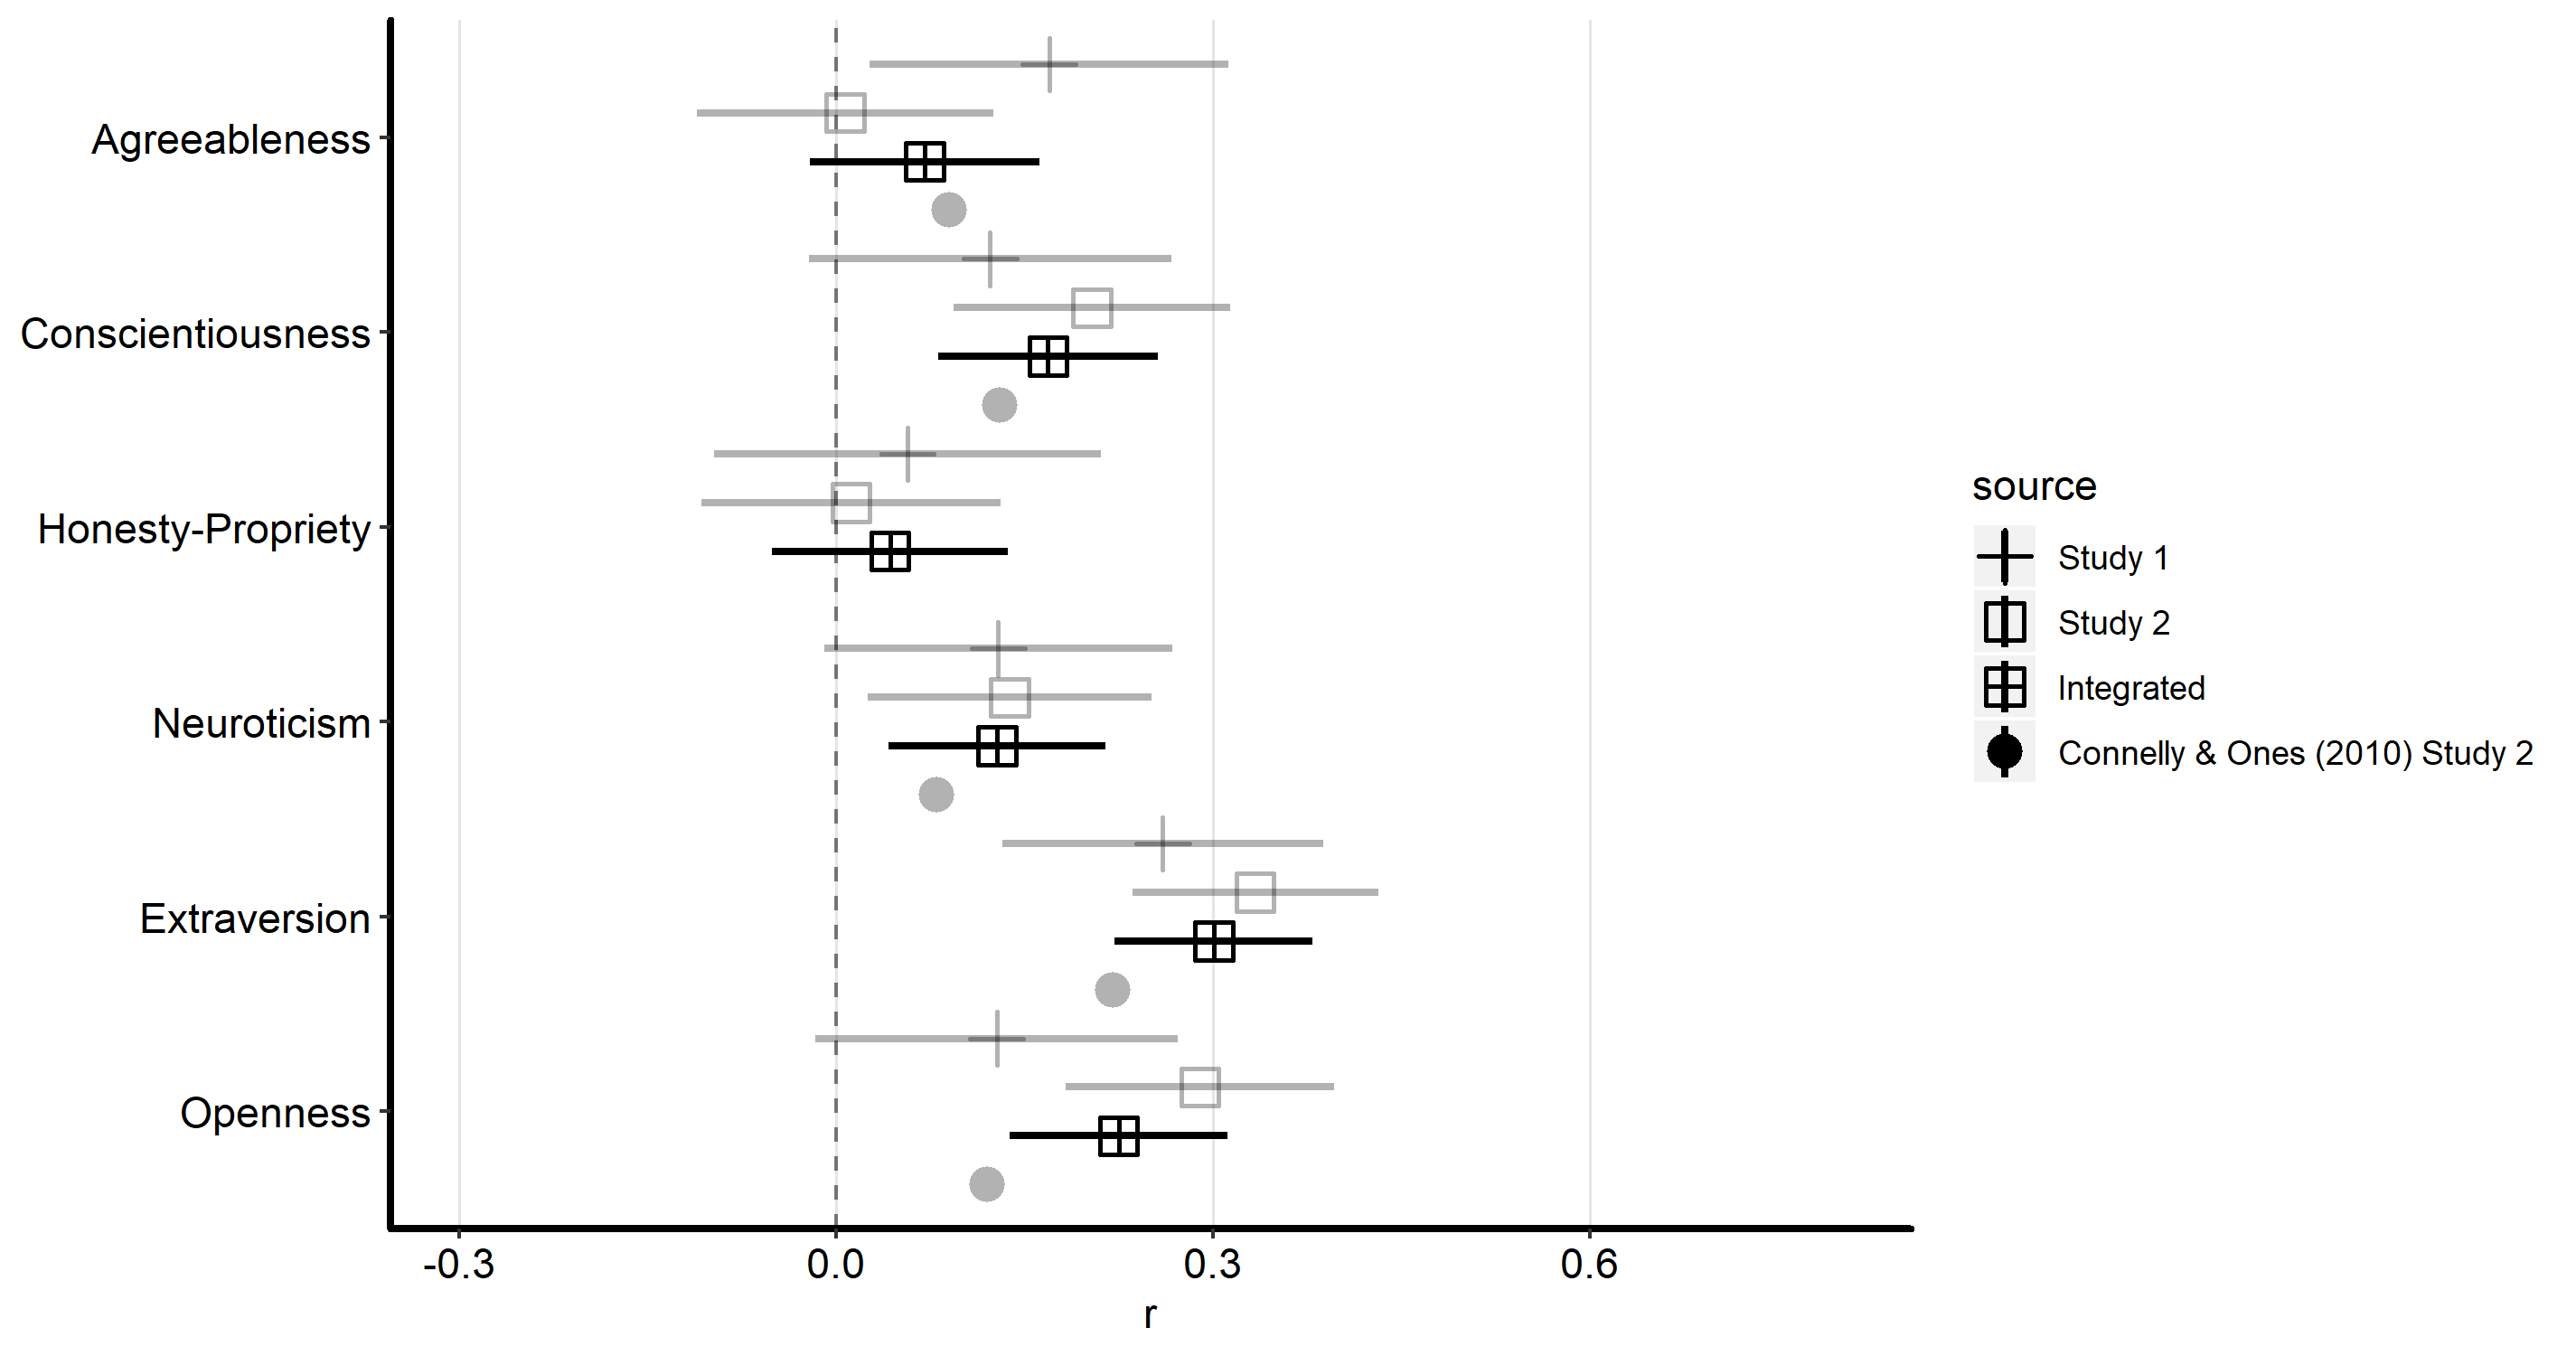 Agreeableness
Conscientiousness
Honesty-Propriety
Neuroticism
Extraversion
Openness
-0.3
0.0
0.3
0.6
r
source
Study 1
Study 2
Integrated
Connelly & Ones (2010) Study 2